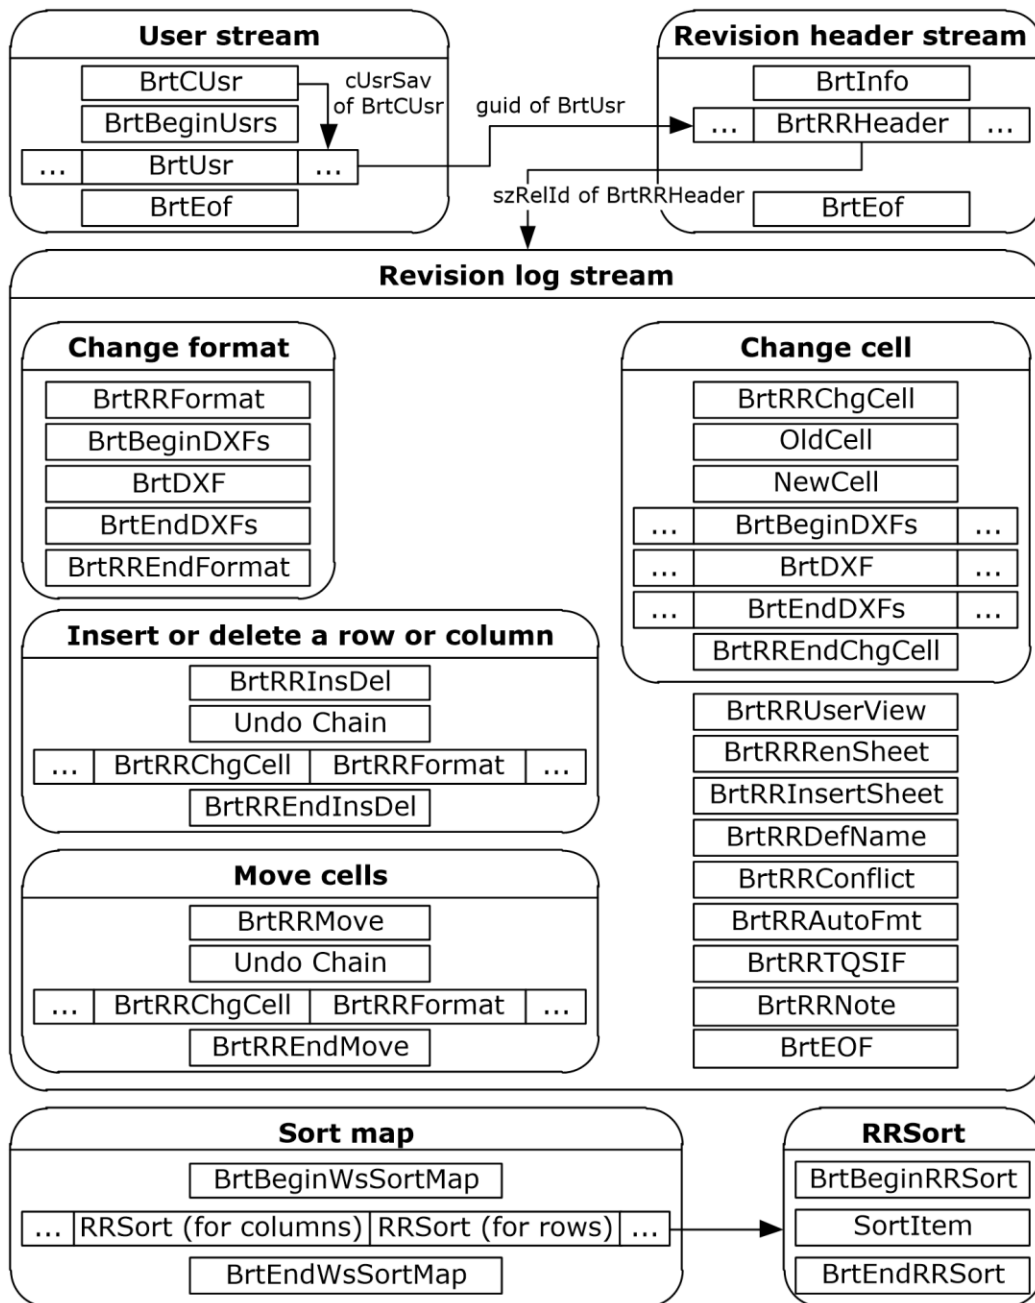 User stream
BrtCUsr
BrtBeginUsrs
... BrtUsr ...
BrtEof
cUsrSav
of BrtCUsr
guid of BrtUsr
Revision header stream
BrtInfo
... BrtRRHeader ...
BrtEof
szRelId of BrtRRHeader
Revision log stream
Change format
BrtRRFormat
BrtBeginDXFs
BrtDXF
BrtEndDXFs
BrtRREndFormat
Insert or delete a row or column
BrtRRInsDel
Undo Chain
... BrtRRChgCell BrtRRFormat ...
BrtRREndInsDel
Move cells
BrtRRMove
Undo Chain
... BrtRRChgCell BrtRRFormat ...
BrtRREndMove
Change cell
BrtRRChgCell
OldCell
NewCell
... BrtBeginDXFs ...
... BrtDXF ...
... BrtEndDXFs ...
BrtRREndChgCell
BrtRRUserView
BrtRRRenSheet
BrtRRInsertSheet
BrtRRDefName
BrtRRConflict
BrtRRAutoFmt
BrtRRTQSIF
BrtRRNote
BrtEOF
Sort map
BrtBeginWsSortMap
... RRSort (for columns) RRSort (for rows) ...
BrtEndWsSortMap
RRSort
BrtBeginRRSort
SortItem
BrtEndRRSort